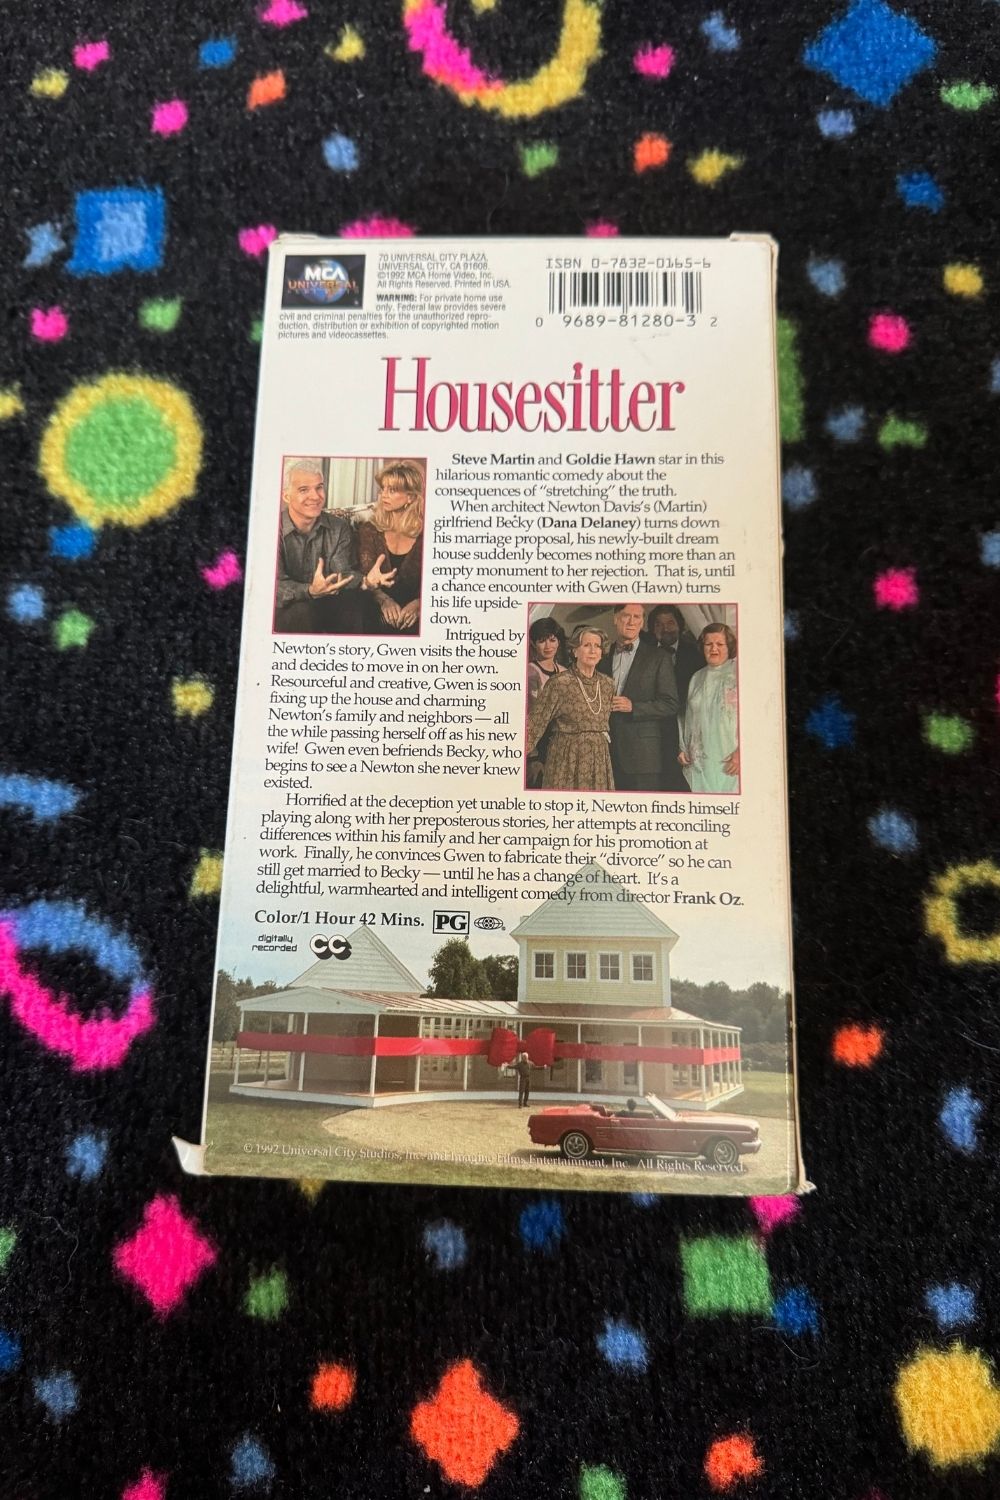 MCA
UNIVERSAL
70 UNIVERSAL CITY PLAZA,
UNIVERSAL CITY, CA 91608.
©1992 MCA Home Video, Inc.
All Rights Reserved. Printed in USA.
WARNING: For private home use
only. Federal law provides severe
civil and criminal penalties for the unauthorized repro-
duction, distribution or exhibition of copyrighted motion
pictures and videocassettes.
ISBN 0-7832-0165-6
0 9689-81280-3 2
Housesitter
Steve Martin and Goldie Hawn star in this
hilarious romantic comedy about the
consequences of "stretching" the truth.
When architect Newton Davis's (Martin)
girlfriend Becky (Dana Delaney) turns down
his marriage proposal, his newly-built dream
house suddenly becomes nothing more than an
empty monument to her rejection. That is, until
a chance encounter with Gwen (Hawn) turns
his life upside-
down.
Intrigued by
Newton's story, Gwen visits the house
and decides to move in on her own.
Resourceful and creative, Gwen is soon
fixing up the house and charming
Newton's family and neighbors — all
the while passing herself off as his new
wife! Gwen even befriends Becky, who
begins to see a Newton she never knew
existed.
Horrified at the deception yet unable to stop it, Newton finds himself
playing along with her preposterous stories, her attempts at reconciling
differences within his family and her campaign for his promotion at
work. Finally, he convinces Gwen to fabricate their "divorce" so he can
still get married to Becky — until he has a change of heart. It's a
delightful, warmhearted and intelligent comedy from director Frank Oz.
Color/1 Hour 42 Mins. PG
digitally
recorded CC
© 1992 Universal City Studios, Inc. and Imagine Films Entertainment, Inc. All Rights Reserved.